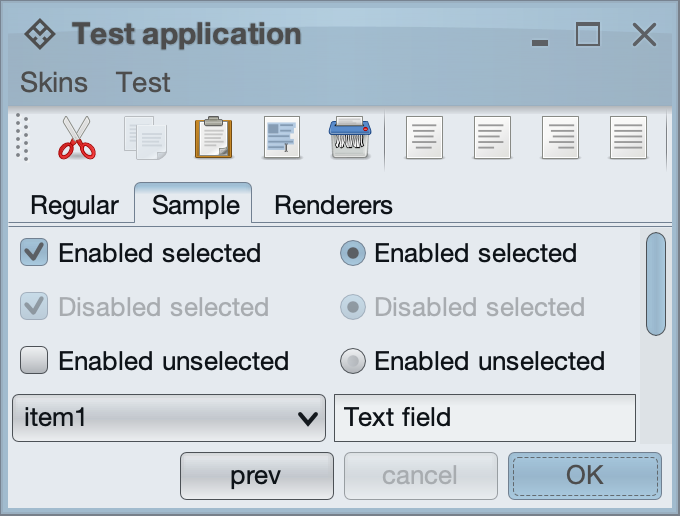 Test application
Skins Test
Regular Sample Renderers
Enabled selected Enabled selected
Disabled selected Disabled selected
Enabled unselected Enabled unselected
item1 Text field
prev cancel OK